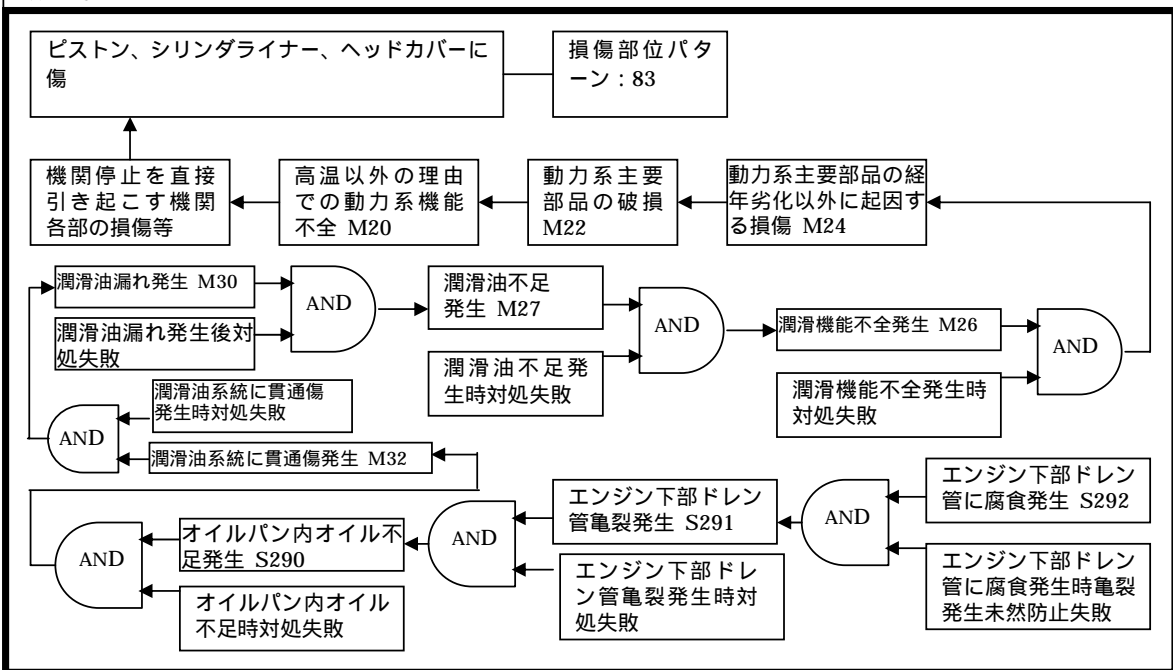 ピストン、シリンダライナー、ヘッドカバーに
傷
損傷部位パタ
ーン：83
機関停止を直接
引き起こす機関
各部の損傷等
高温以外の理由
での動力系機能
不全 M20
動力系主要
部品の破損
M22
動力系主要部品の経
年劣化以外に起因す
る損傷 M24
潤滑油漏れ発生 M30
潤滑油漏れ発生後対
処失敗
AND
潤滑油不足
発生 M27
潤滑油不足発
生時対処失敗
AND
潤滑機能不全発生 M26
潤滑機能不全発生時
対処失敗
AND
潤滑油系統に貫通傷
発生時対処失敗
AND
潤滑油系統に貫通傷発生 M32
AND
オイルパン内オイル不
足発生 S290
オイルパン内オイル
不足時対処失敗
AND
エンジン下部ドレン
管亀裂発生 S291
エンジン下部ドレ
ン管亀裂発生時対
処失敗
AND
エンジン下部ドレン
管に腐食発生 S292
エンジン下部ドレン
管に腐食発生時亀裂
発生未然防止失敗